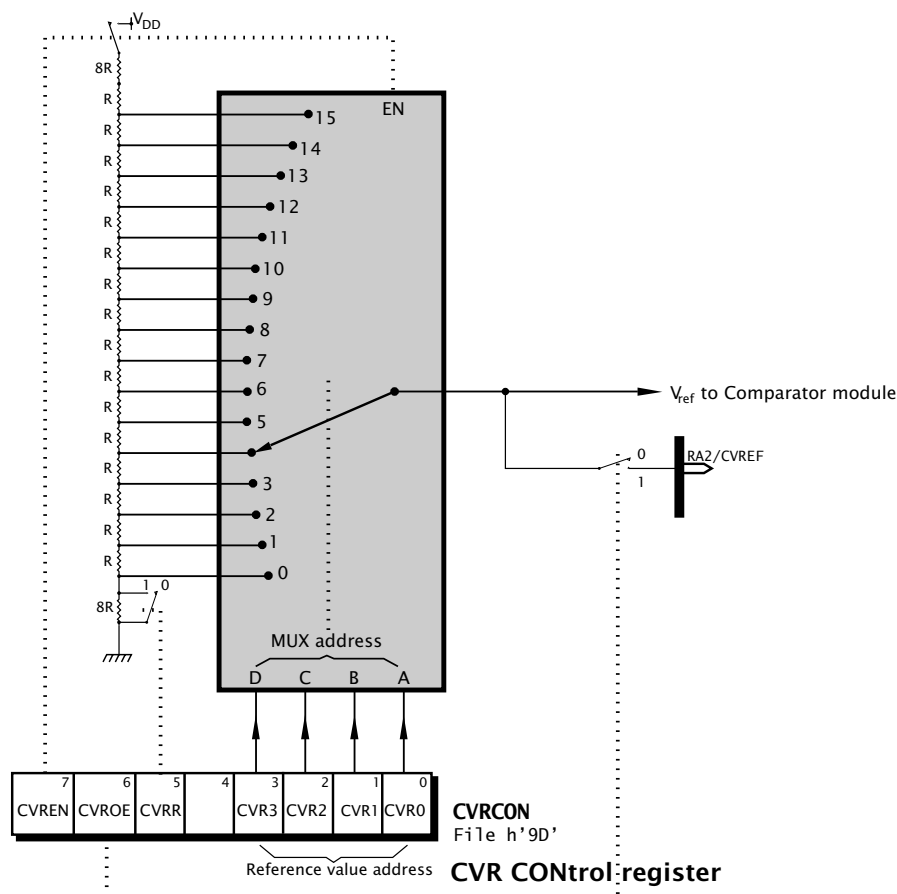 V_DD
8R
EN
R
15
R
14
R
13
R
12
R
11
R
10
R
9
R
8
R
7
R
6
V_ref to Comparator module
R
5
R
0
RA2/CVREF
1
R
3
R
2
R
1
R
0
1 0
8R
MUX address
D C B A
7 6 5 4 3 2 1 0
CVREN CVROE CVRR CVR3 CVR2 CVR1 CVR0
CVRCON
File h'9D'
Reference value address
CVR CONtrol register